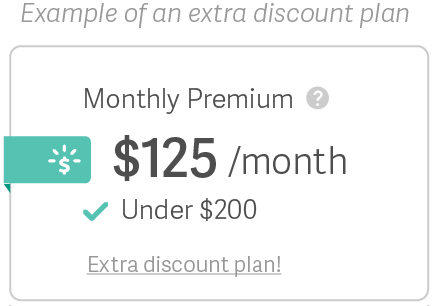 Example of an extra discount plan
Monthly Premium ?
$
$125 /month
Under $200
Extra discount plan!